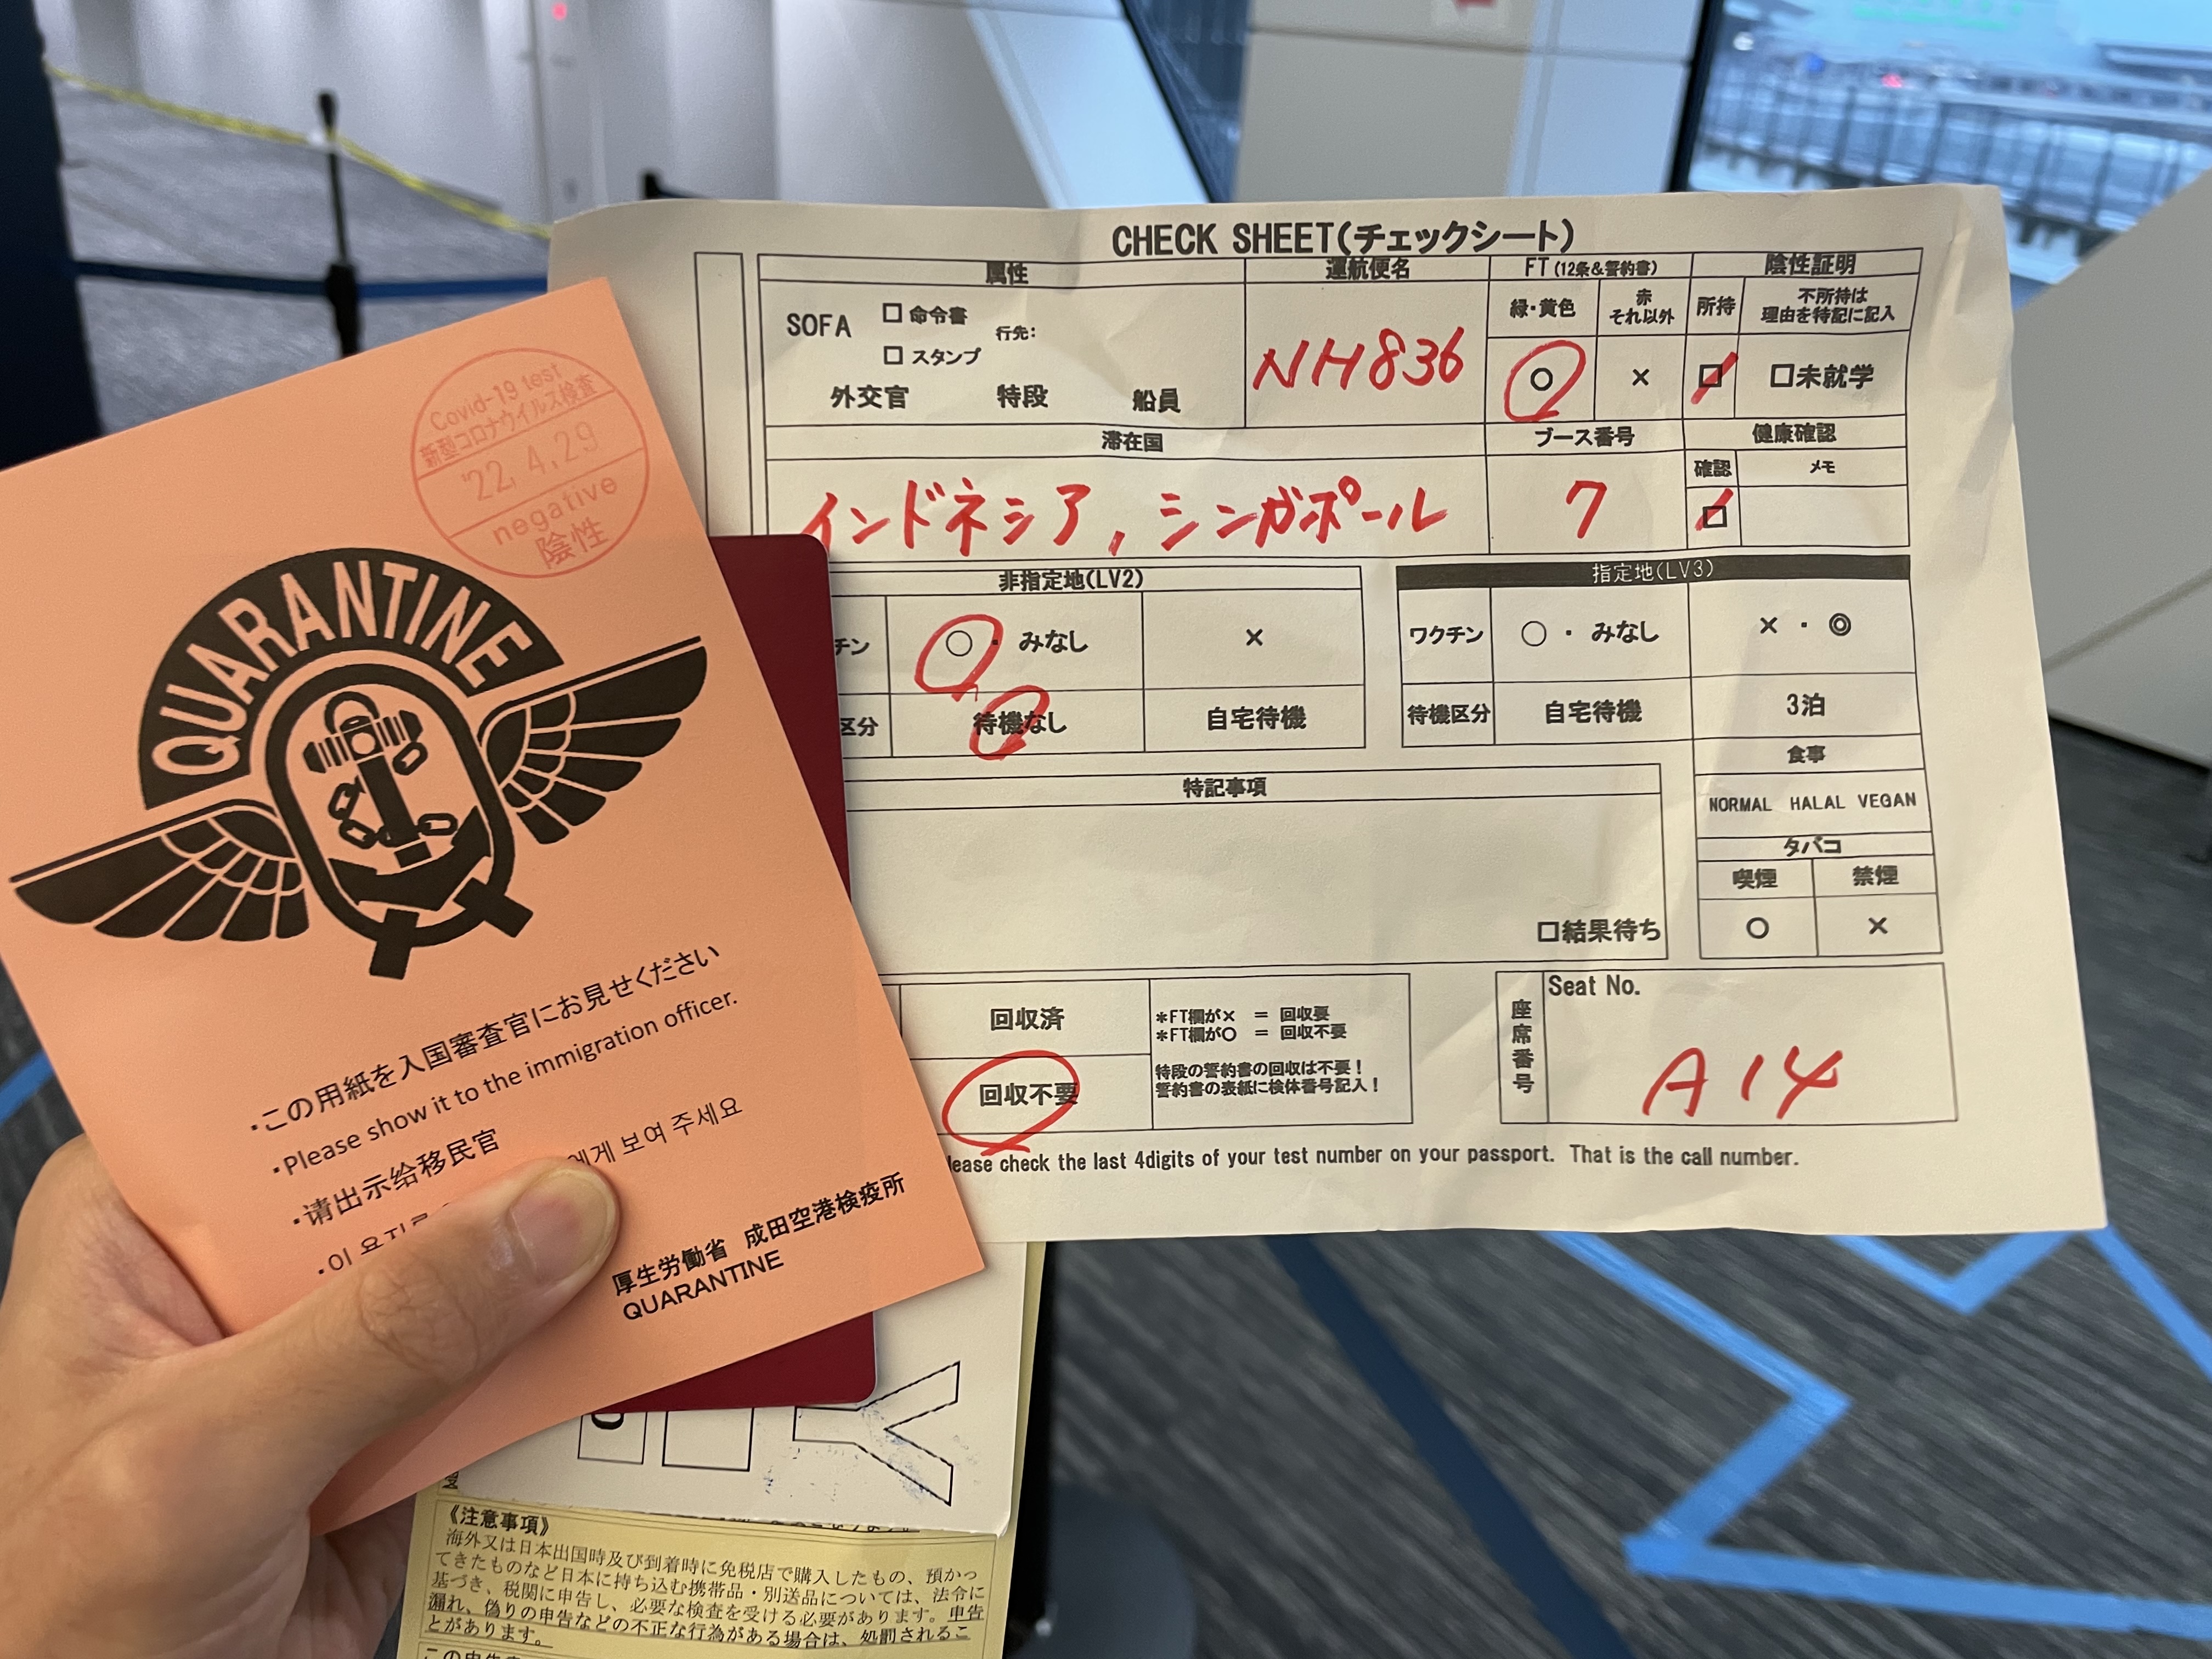 CHECK SHEET(チェックシート)
属性
運航便名
FT (12条&誓約書)
陰性証明
SOFA
□ 命令書
□ スタンプ
行先:
外交官 特段 船員
NH836
緑・黄色
赤
それ以外
所持
不所持は
理由を特記に記入
○
×
□
□未就学
滞在国
ブース番号
健康確認
インドネシア, シンガポール
7
確認
メモ
□
非指定地(LV2)
チン
○・みなし
×
区分
待機なし
自宅待機
指定地(LV3)
ワクチン
○・みなし
×・◎
待機区分
自宅待機
3泊
食事
NORMAL HALAL VEGAN
タバコ
喫煙
禁煙
○
×
特記事項
□結果待ち
回収済
回収不要
*FT欄が× = 回収要
*FT欄が○ = 回収不要
特段の誓約書の回収は不要!
誓約書の表紙に検体番号記入!
座席番号
Seat No.
A14
lease check the last 4digits of your test number on your passport. That is the call number.
Covid-19 test
新型コロナウイルス検査
'22. 4.29
negative
陰性
QUARANTINE
・この用紙を入国審査官にお見せください
・Please show it to the immigration officer.
・请出示给移民官
・이 요지를 에게 보여 주세요
厚生労働省 成田空港検疫所
QUARANTINE
《注意事項》
海外又は日本出国時及び到着時に免税店で購入したもの、預かっ
てきたものなど日本に持ち込む携帯品・別送品については、法令に
基づき、税関に申告し、必要な検査を受ける必要があります。申告
漏れ、偽りの申告などの不正な行為がある場合は、処罰されるこ
とがあります。